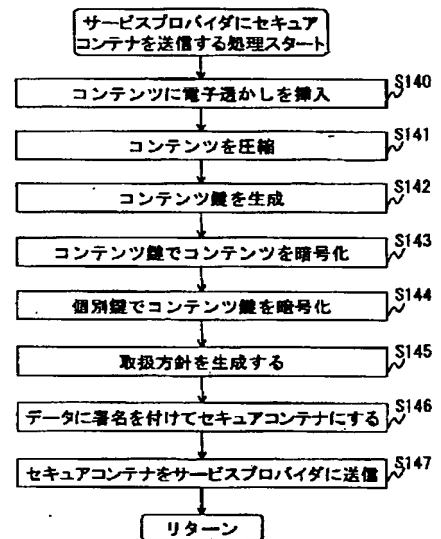 サービスプロバイダにセキュア
コンテナを送信する処理スタート
S140
コンテンツに電子透かしを挿入
S141
コンテンツを圧縮
S142
コンテンツ鍵を生成
S143
コンテンツ鍵でコンテンツを暗号化
S144
個別鍵でコンテンツ鍵を暗号化
S145
取扱方針を生成する
S146
データに署名を付けてセキュアコンテナにする
S147
セキュアコンテナをサービスプロバイダに送信
リターン